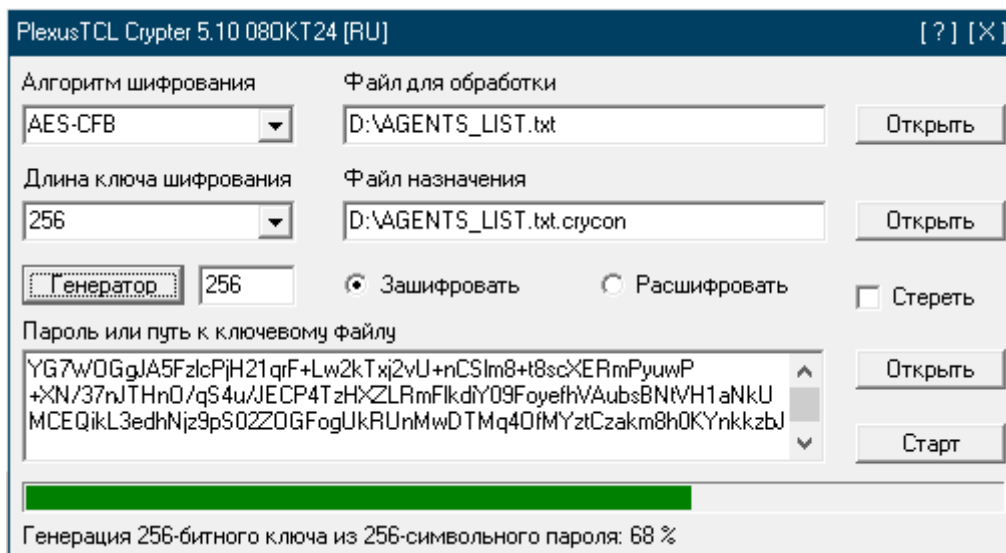 PlexusTCL Crypter 5.10 08OKT24 [RU] [ ? ] [ X ]
Алгоритм шифрования Файл для обработки
AES-CFB D:\AGENTS_LIST.txt Открыть
Длина ключа шифрования Файл назначения
256 D:\AGENTS_LIST.txt.crycon Открыть
Генератор 256 Зашифровать Расшифровать Стереть
Пароль или путь к ключевому файлу
YG7WOGgJA5FzIcPjH21qrF+Lw2kTxj2vU+nCSIm8+t8scXERmPyuwP Открыть
+XN/37nJTHnO/qS4u/JECP4TzHXZLRmFlkdiY09FoyefhVAubsBNtVH1aNkU
MCEQikL3edhNjz9pS02ZOGFogUkRUnMwDTMq4OfMYztCzakm8h0KYnkkzbJ Старт
Генерация 256-битного ключа из 256-символьного пароля: 68 %